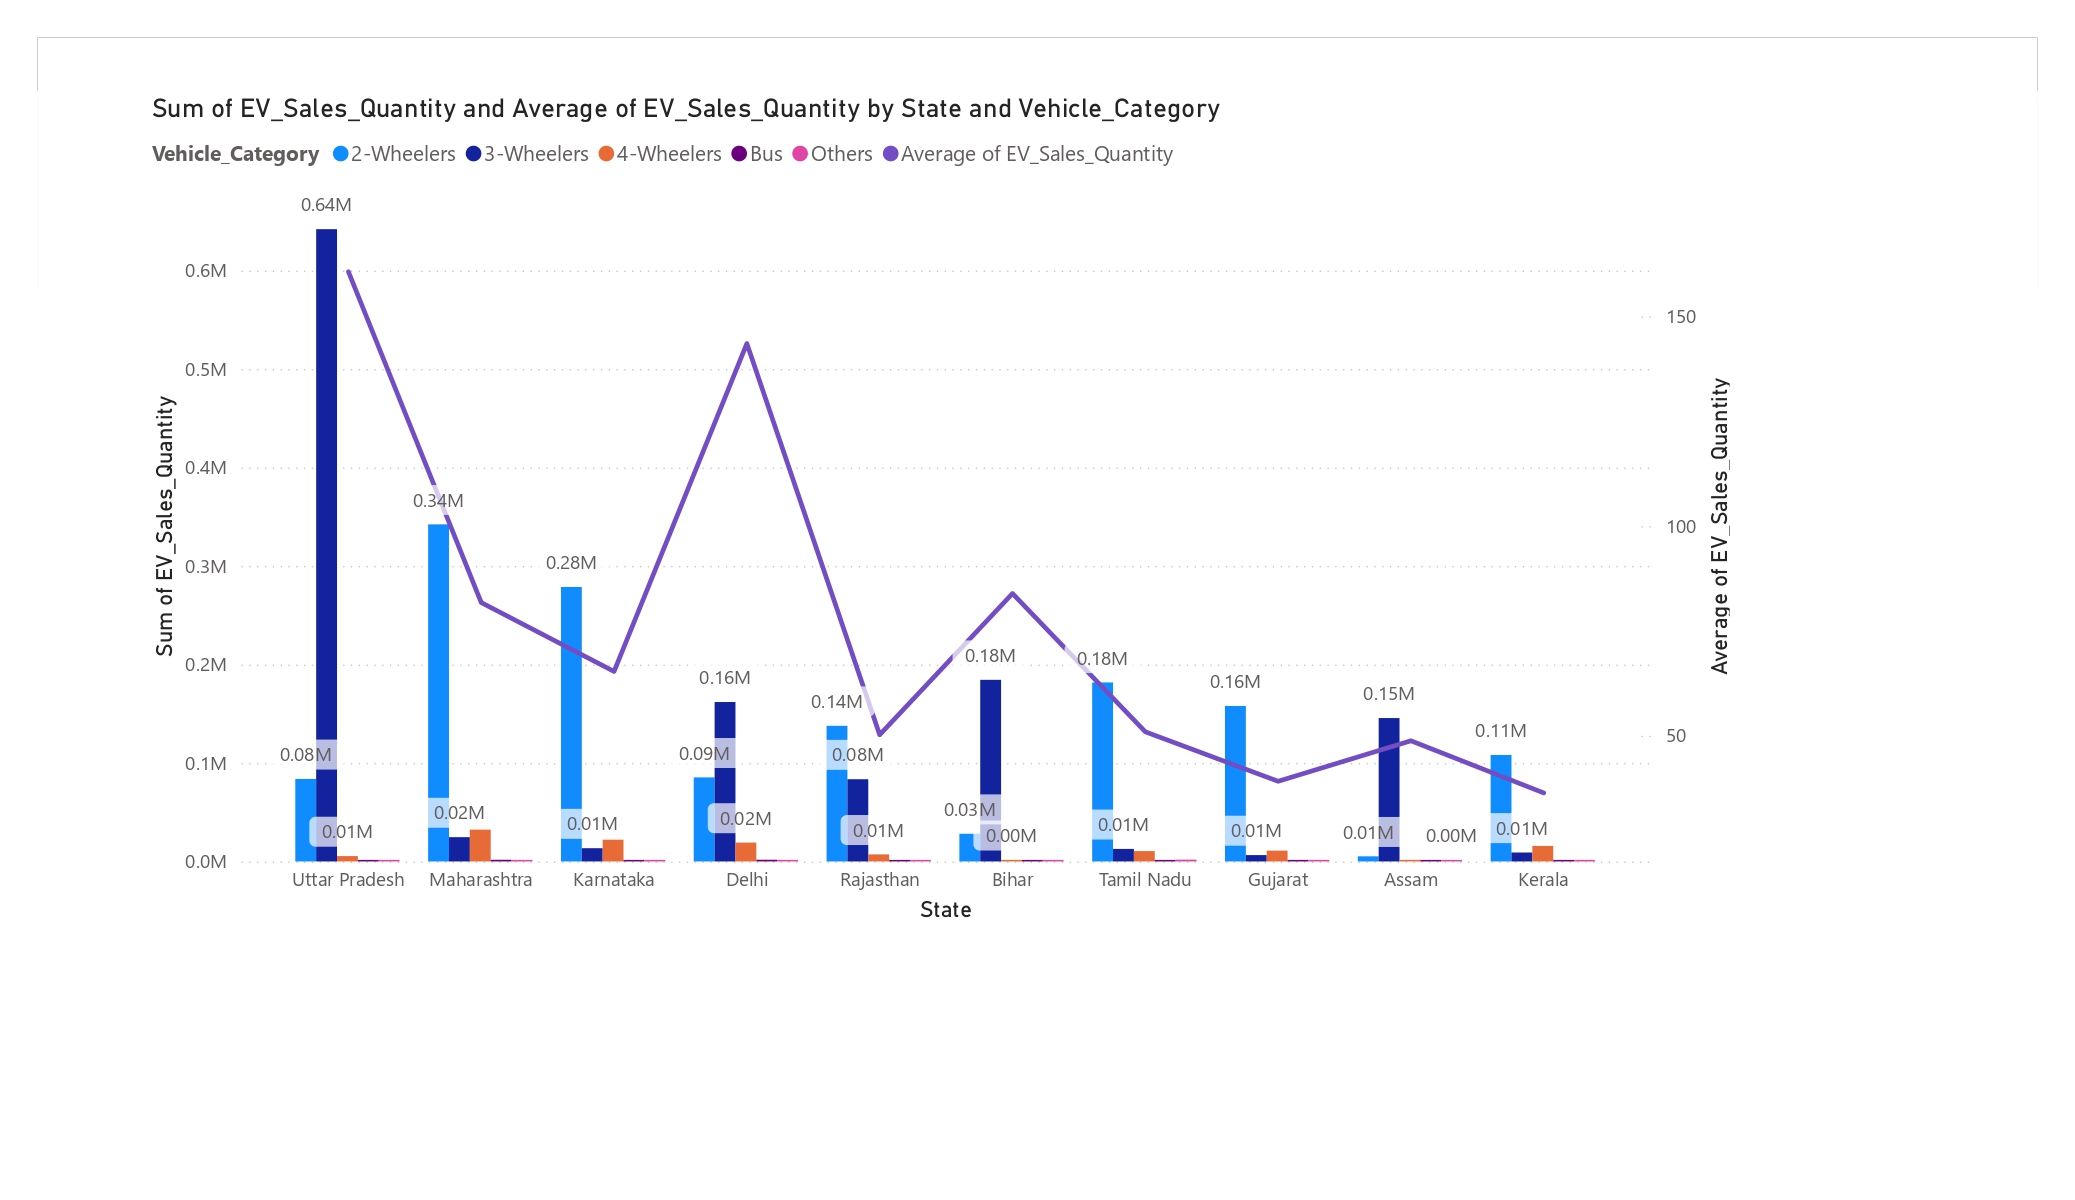 Sum of EV_Sales_Quantity and Average of EV_Sales_Quantity by State and Vehicle_Category
Vehicle_Category 2-Wheelers 3-Wheelers 4-Wheelers Bus Others Average of EV_Sales_Quantity
Sum of EV_Sales_Quantity
0.6M
0.5M
0.4M
0.3M
0.2M
0.1M
0.0M
0.08M
0.64M
0.01M
0.34M
0.02M
0.28M
0.01M
0.09M
0.16M
0.02M
0.14M
0.08M
0.01M
0.03M
0.18M
0.00M
0.18M
0.01M
0.16M
0.01M
0.01M
0.15M
0.00M
0.11M
0.01M
150
100
50
Average of EV_Sales_Quantity
Uttar Pradesh Maharashtra Karnataka Delhi Rajasthan Bihar Tamil Nadu Gujarat Assam Kerala
State